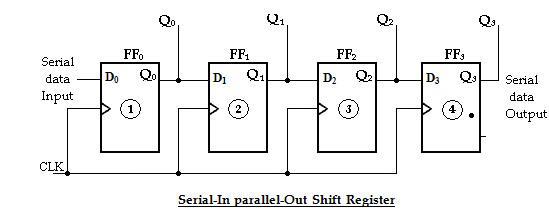 Q₀ Q₁ Q₂ Q₃
FF₀ FF₁ FF₂ FF₃
Serial
data
Input
D₀ Q₀ D₁ Q₁ D₂ Q₂ D₃ Q₃
Serial
data
Output
1 2 3 4
CLK
Serial-In parallel-Out Shift Register